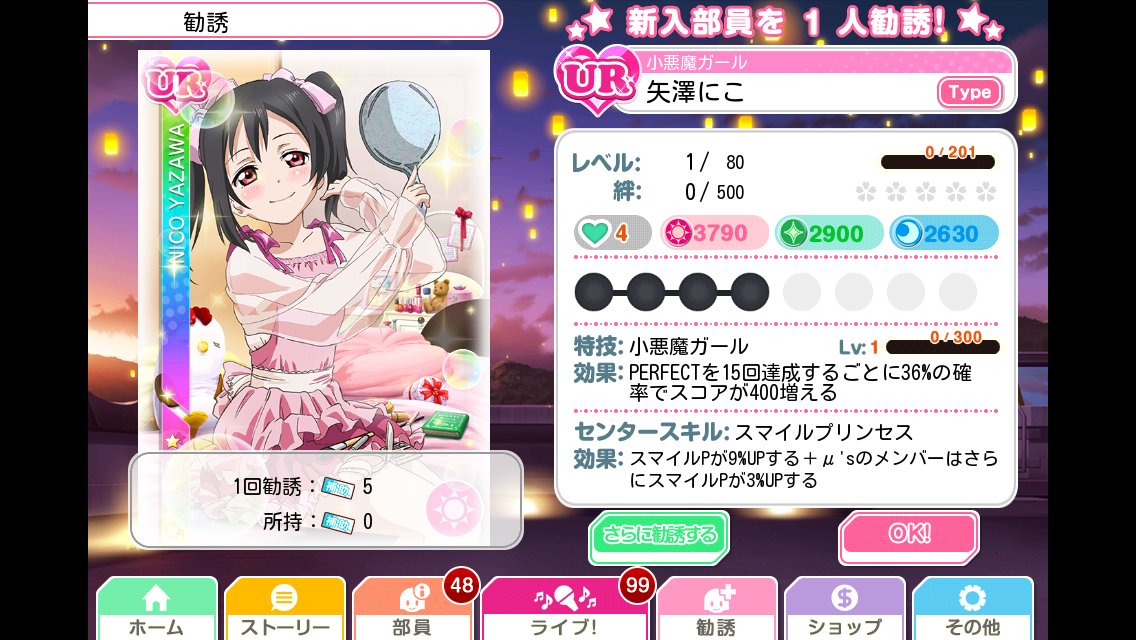 勧誘
新入部員を 1 人勧誘!
UR
NICO YAZAWA
UR
小悪魔ガール
矢澤にこ
Type
レベル: 1 / 80
0 / 201
絆: 0 / 500
4 3790 2900 2630
特技: 小悪魔ガール Lv: 1
0 / 300
効果: PERFECTを15回達成するごとに36%の確
率でスコアが400増える
センタースキル: スマイルプリンセス
効果: スマイルPが9%UPする+μ'sのメンバーはさら
にスマイルPが3%UPする
1回勧誘:補助 5
所持:補助 0
さらに勧誘する
OK!
48
99
ホーム
ストーリー
部員
ライブ!
勧誘
ショップ
その他